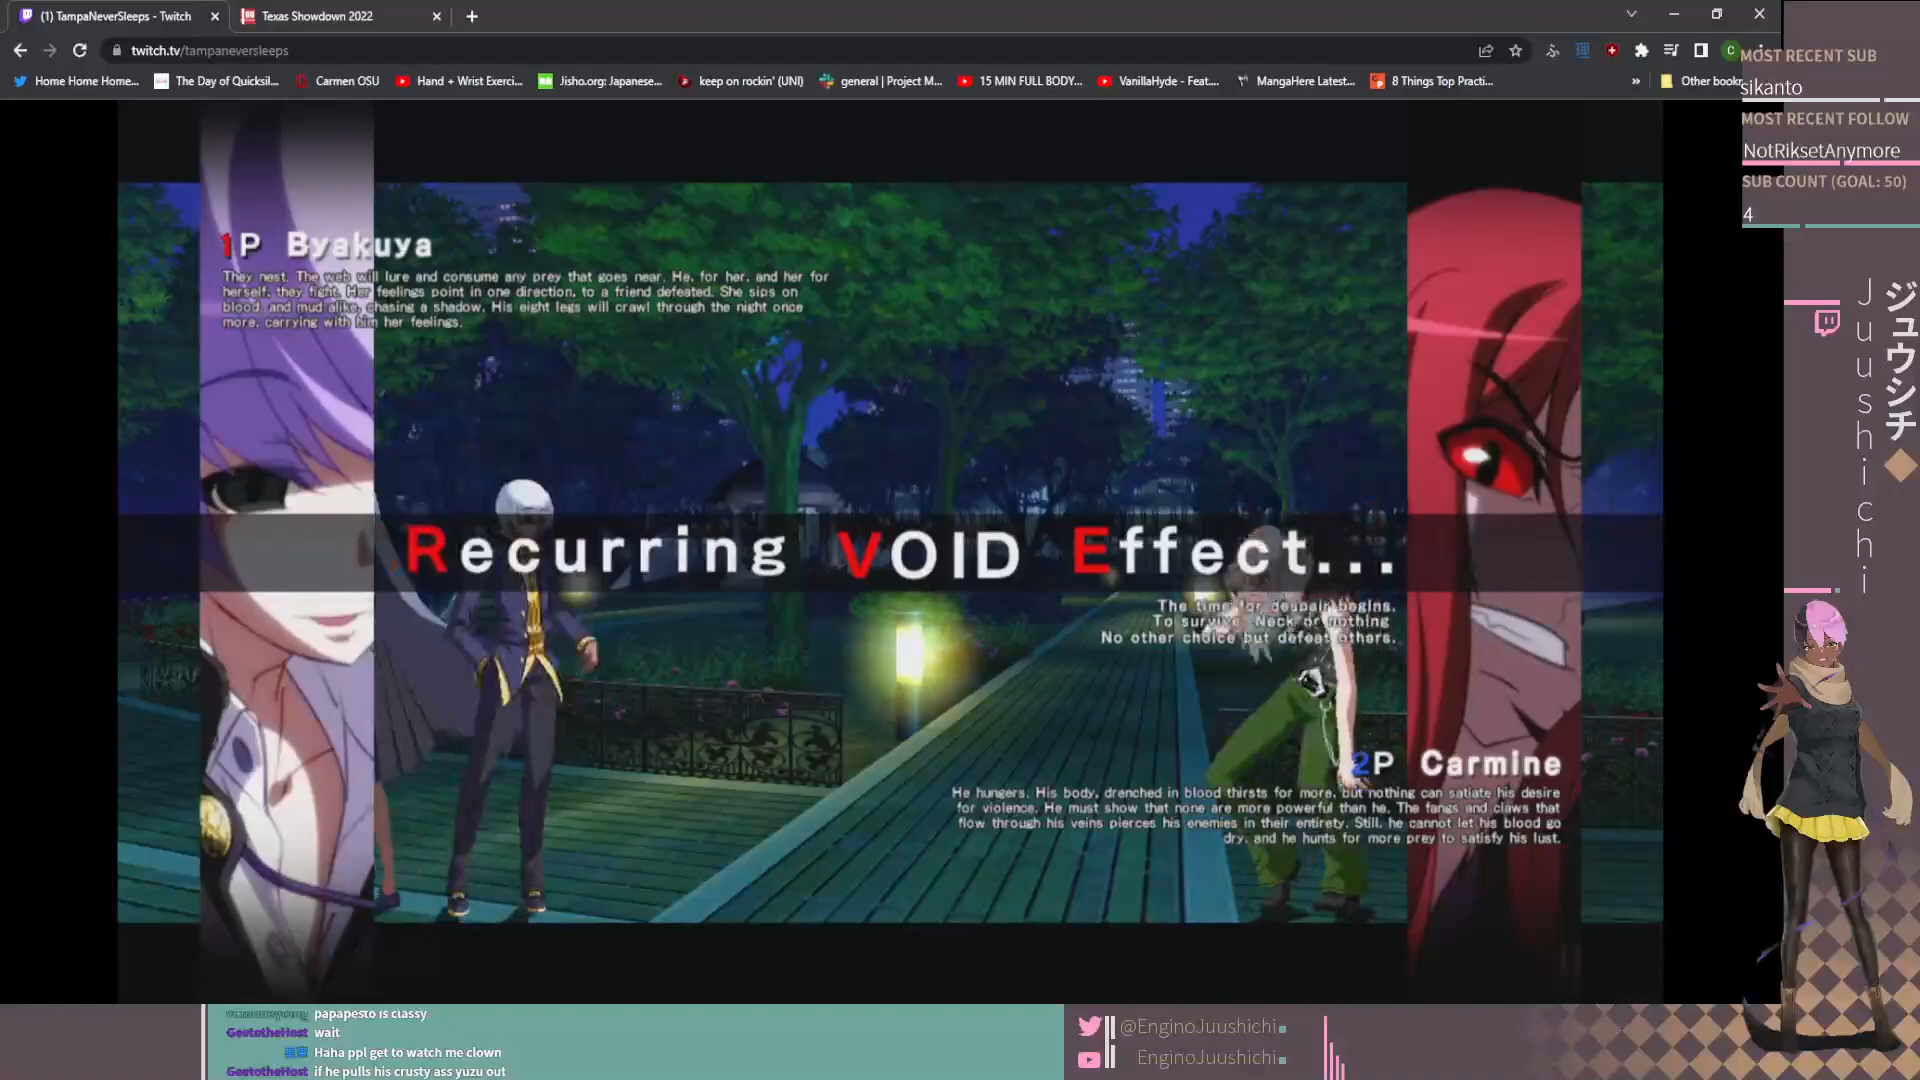 (1) TampaNeverSleeps - Twitch
Texas Showdown 2022
twitch.tv/tampaneversleeps
C
Home Home Home...
The Day of Quicksil...
Carmen OSU
Hand + Wrist Exerci...
Jisho.org: Japanese...
keep on rockin' (UNI)
general | Project M...
15 MIN FULL BODY...
VanillaHyde - Feat....
MangaHere Latest...
8 Things Top Practi...
»
Other bookr
MOST RECENT SUB
sikanto
MOST RECENT FOLLOW
NotRiksetAnymore
SUB COUNT (GOAL: 50)
4
1P Byakuya
They nest. The web will lure and consume any prey that goes near. He, for her, and her for
herself, they fight. Her feelings point in one direction, to a friend defeated. She sips on
blood, and mud alike, chasing a shadow. His eight legs will crawl through the night once
more, carrying with him her feelings.
Recurring VOID Effect...
The time for despair begins.
To survive, Neck or nothing
No other choice but defeat others.
2P Carmine
He hungers. His body, drenched in blood thirsts for more, but nothing can satiate his desire
for violence. He must show that none are more powerful than he. The fangs and claws that
flow through his veins pierces his enemies in their entirety. Still, he cannot let his blood go
dry, and he hunts for more prey to satisfy his lust.
Juushichi
ジュウシチ
papapesto is classy
GeetotheHost wait
Haha ppl get to watch me clown
GeetotheHost if he pulls his crusty ass yuzu out
@EnginoJuushichi
EnginoJuushichi